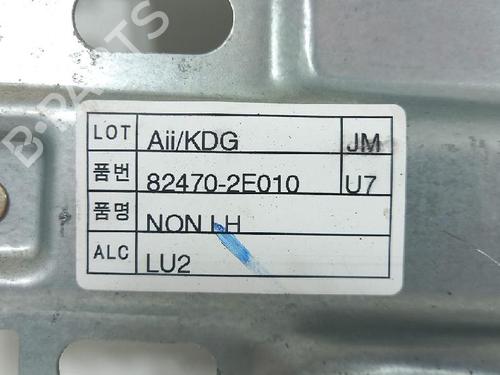 B-PARTS
LOT Aii/KDG JM
품번 82470-2E010 U7
품명 NON LH
ALC LU2